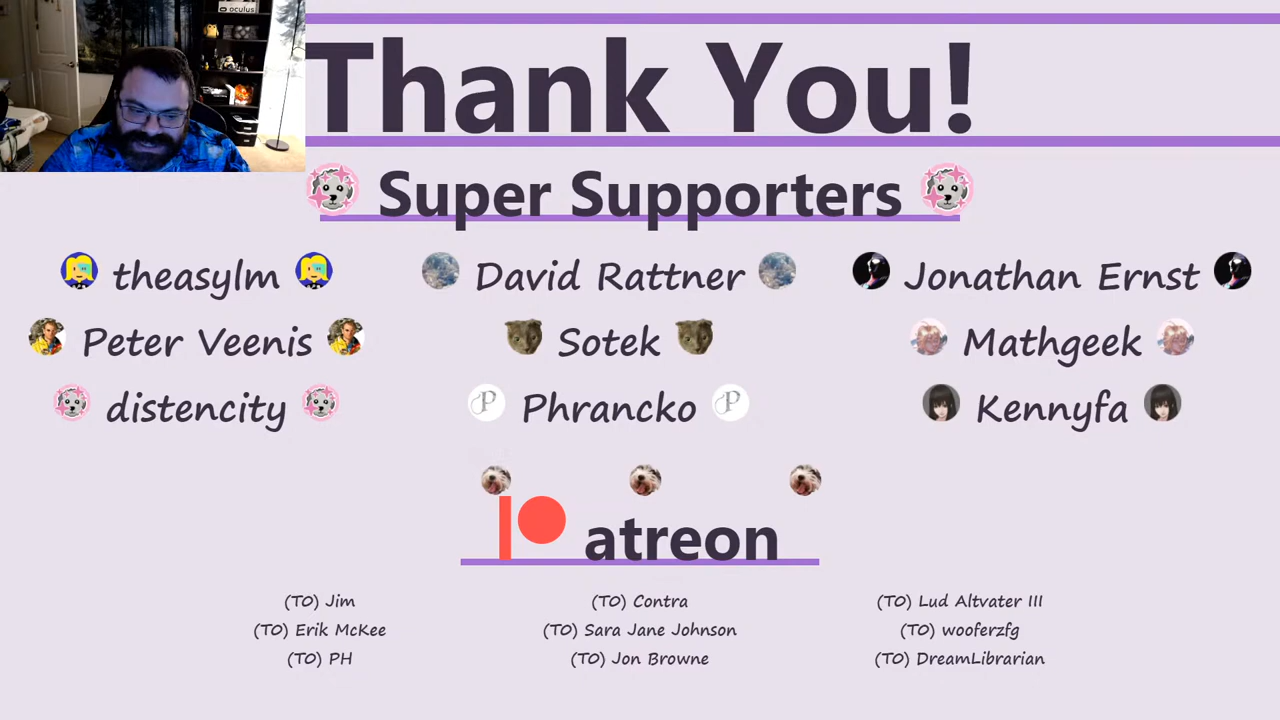 oculus
Thank You!
Super Supporters
theasylm David Rattner Jonathan Ernst
Peter Veenis Sotek Mathgeek
distencity Phrancko Kennyfa
Patreon
(TO) Jim (TO) Contra (TO) Lud Altvater III
(TO) Erik McKee (TO) Sara Jane Johnson (TO) wooferzfg
(TO) PH (TO) Jon Browne (TO) DreamLibrarian